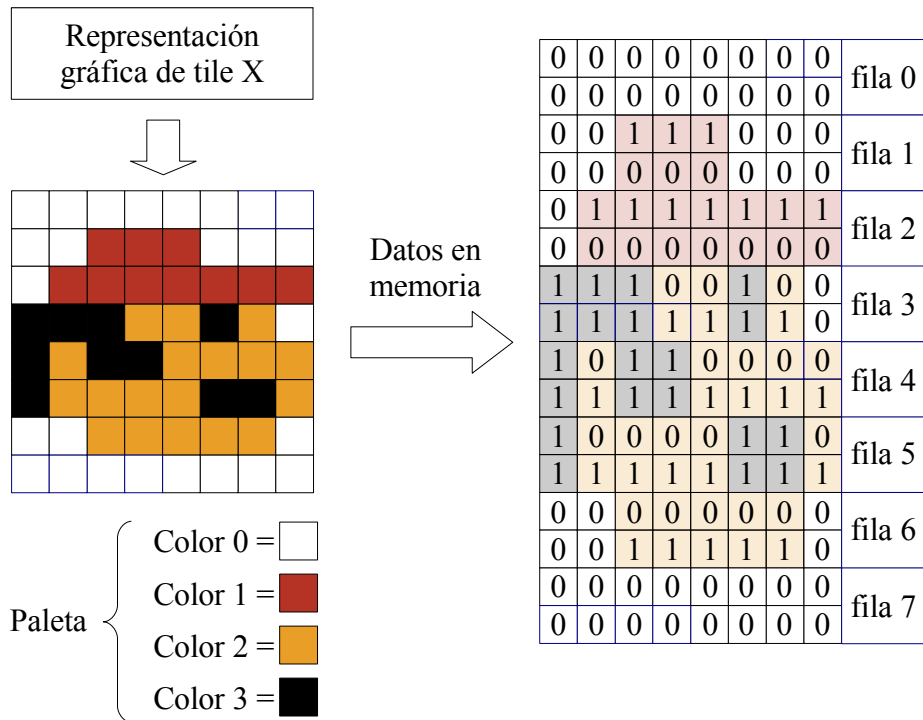 Representación
gráfica de tile X
Datos en
memoria
Paleta
Color 0 =
Color 1 =
Color 2 =
Color 3 =
0 0 0 0 0 0 0 0
0 0 0 0 0 0 0 0
fila 0
0 0 1 1 1 0 0 0
0 0 0 0 0 0 0 0
fila 1
0 1 1 1 1 1 1 1
0 0 0 0 0 0 0 0
fila 2
1 1 1 0 0 1 0 0
1 1 1 1 1 1 1 0
fila 3
1 0 1 1 0 0 0 0
1 1 1 1 1 1 1 1
fila 4
1 0 0 0 0 1 1 0
1 1 1 1 1 1 1 1
fila 5
0 0 0 0 0 0 0 0
0 0 1 1 1 1 1 0
fila 6
0 0 0 0 0 0 0 0
0 0 0 0 0 0 0 0
fila 7